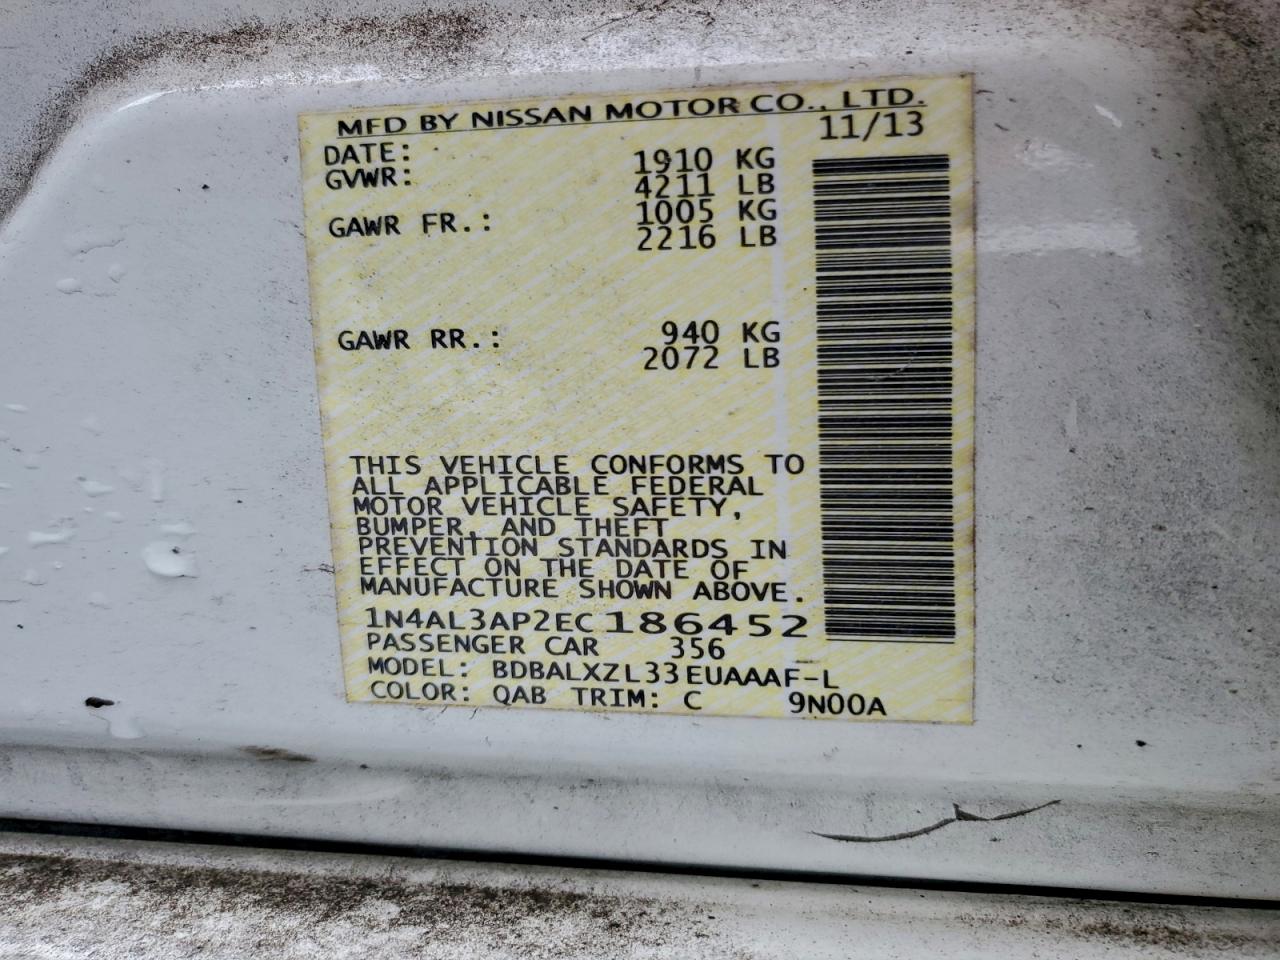 MFD BY NISSAN MOTOR CO., LTD.
DATE: 11/13
GVWR: 1910 KG
4211 LB
GAWR FR.: 1005 KG
2216 LB
GAWR RR.: 940 KG
2072 LB
THIS VEHICLE CONFORMS TO
ALL APPLICABLE FEDERAL
MOTOR VEHICLE SAFETY,
BUMPER, AND THEFT
PREVENTION STANDARDS IN
EFFECT ON THE DATE OF
MANUFACTURE SHOWN ABOVE.
1N4AL3AP2EC186452
PASSENGER CAR 356
MODEL: BDBALXZL33EUAAAF-L
COLOR: QAB TRIM: C 9N00A